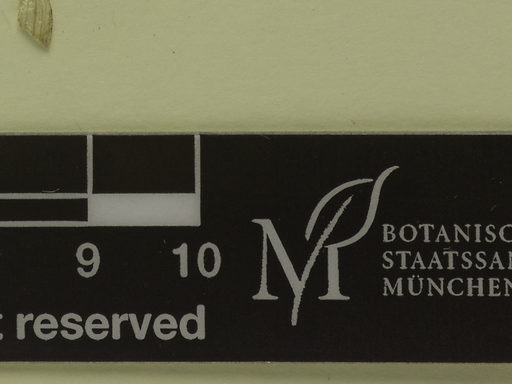 9 10
reserved
BOTANISC
STAATSSA
MÜNCHEN